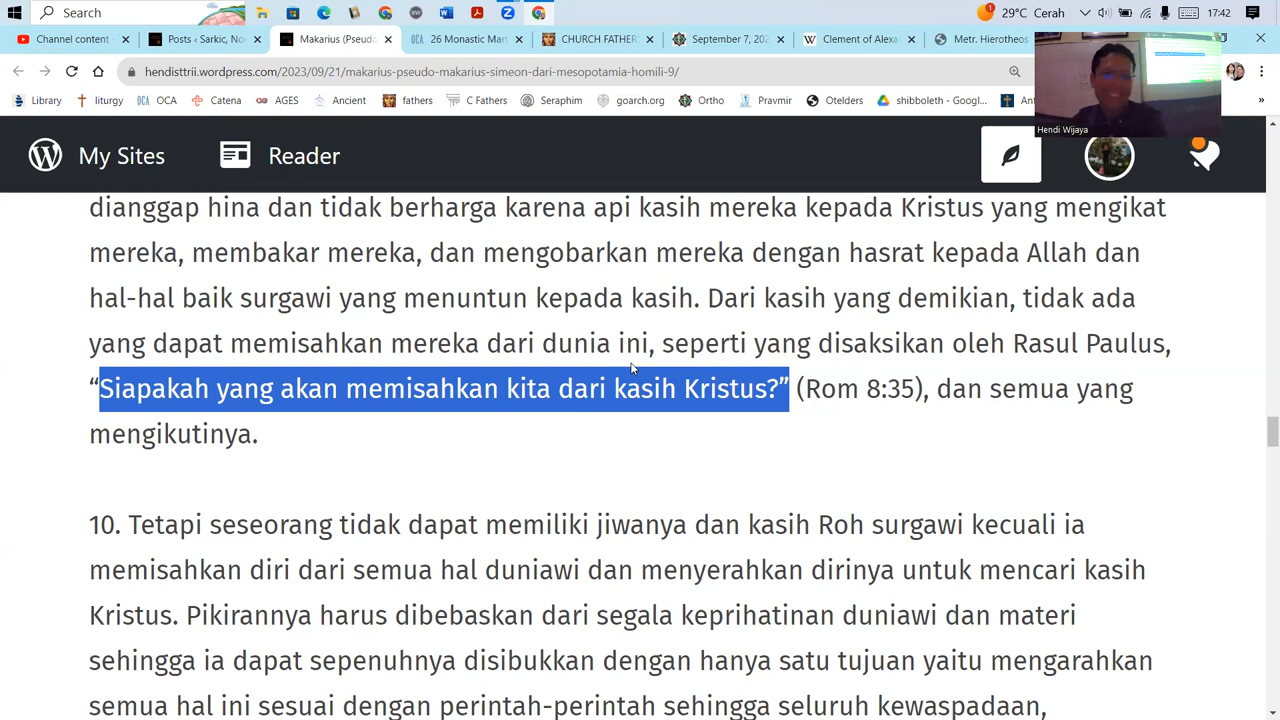 Search
29°C Cerah
17:42
Channel content
Posts ‹ Sarkic, No
Makarius (Pseudo
26 Monastic Mart
CHURCH FATHER
September 7, 202
Clement of Alexa
Metr. Hierotheos
hendisttrii.wordpress.com/2023/09/21/makarius-pseudo-makarius-simeon-dari-mesopotamia-homili-9/
Library
liturgy
OCA
Catena
AGES
Ancient
fathers
C Fathers
Seraphim
goarch.org
Ortho
Pravmir
Otelders
shibboleth - Googl...
»
Hendi Wijaya
My Sites
Reader
dianggap hina dan tidak berharga karena api kasih mereka kepada Kristus yang mengikat
mereka, membakar mereka, dan mengobarkan mereka dengan hasrat kepada Allah dan
hal-hal baik surgawi yang menuntun kepada kasih. Dari kasih yang demikian, tidak ada
yang dapat memisahkan mereka dari dunia ini, seperti yang disaksikan oleh Rasul Paulus,
“Siapakah yang akan memisahkan kita dari kasih Kristus?” (Rom 8:35), dan semua yang
mengikutinya.
10. Tetapi seseorang tidak dapat memiliki jiwanya dan kasih Roh surgawi kecuali ia
memisahkan diri dari semua hal duniawi dan menyerahkan dirinya untuk mencari kasih
Kristus. Pikirannya harus dibebaskan dari segala keprihatinan duniawi dan materi
sehingga ia dapat sepenuhnya disibukkan dengan hanya satu tujuan yaitu mengarahkan
semua hal ini sesuai dengan perintah-perintah sehingga seluruh kewaspadaan,